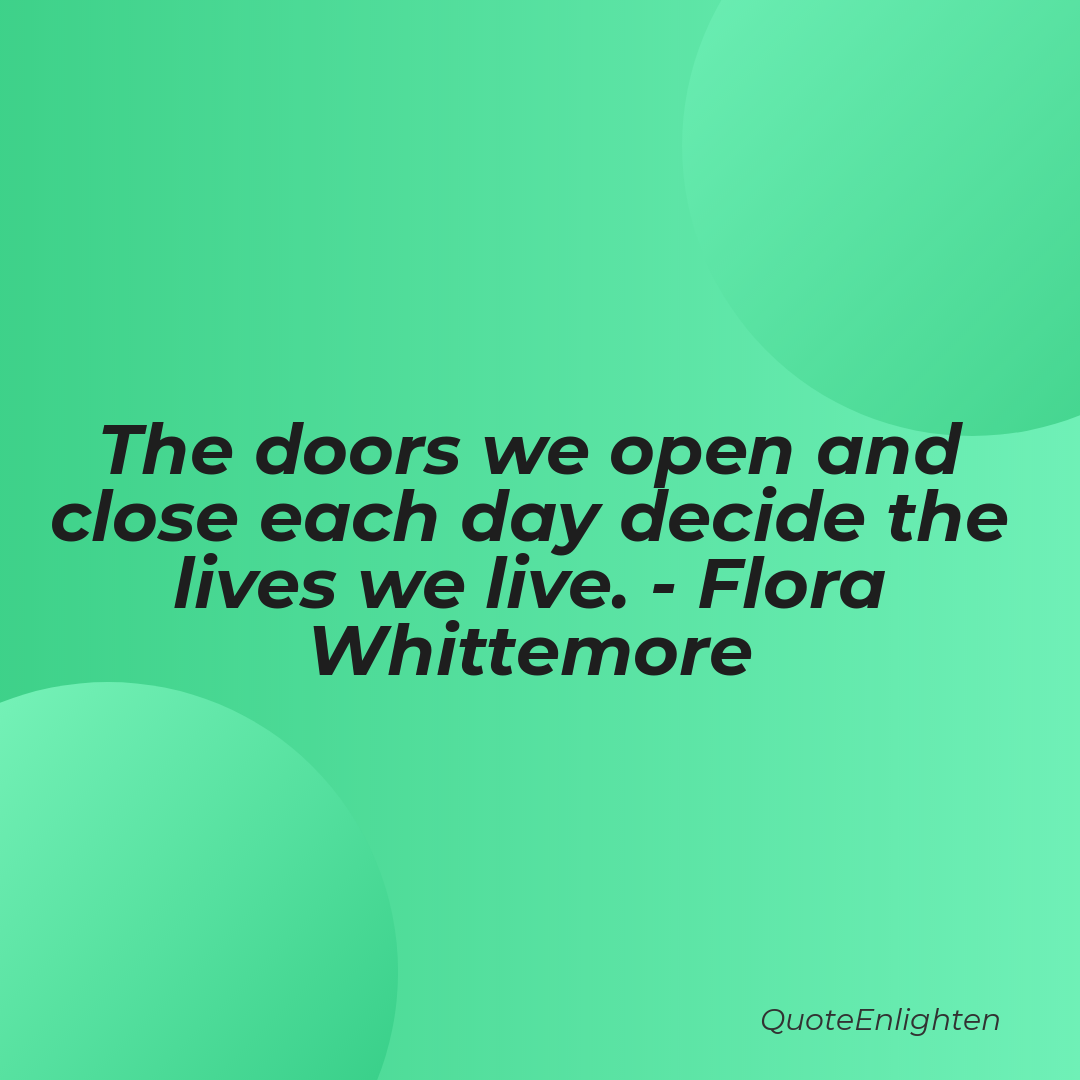 The doors we open and
close each day decide the
lives we live. - Flora
Whittemore
QuoteEnlighten